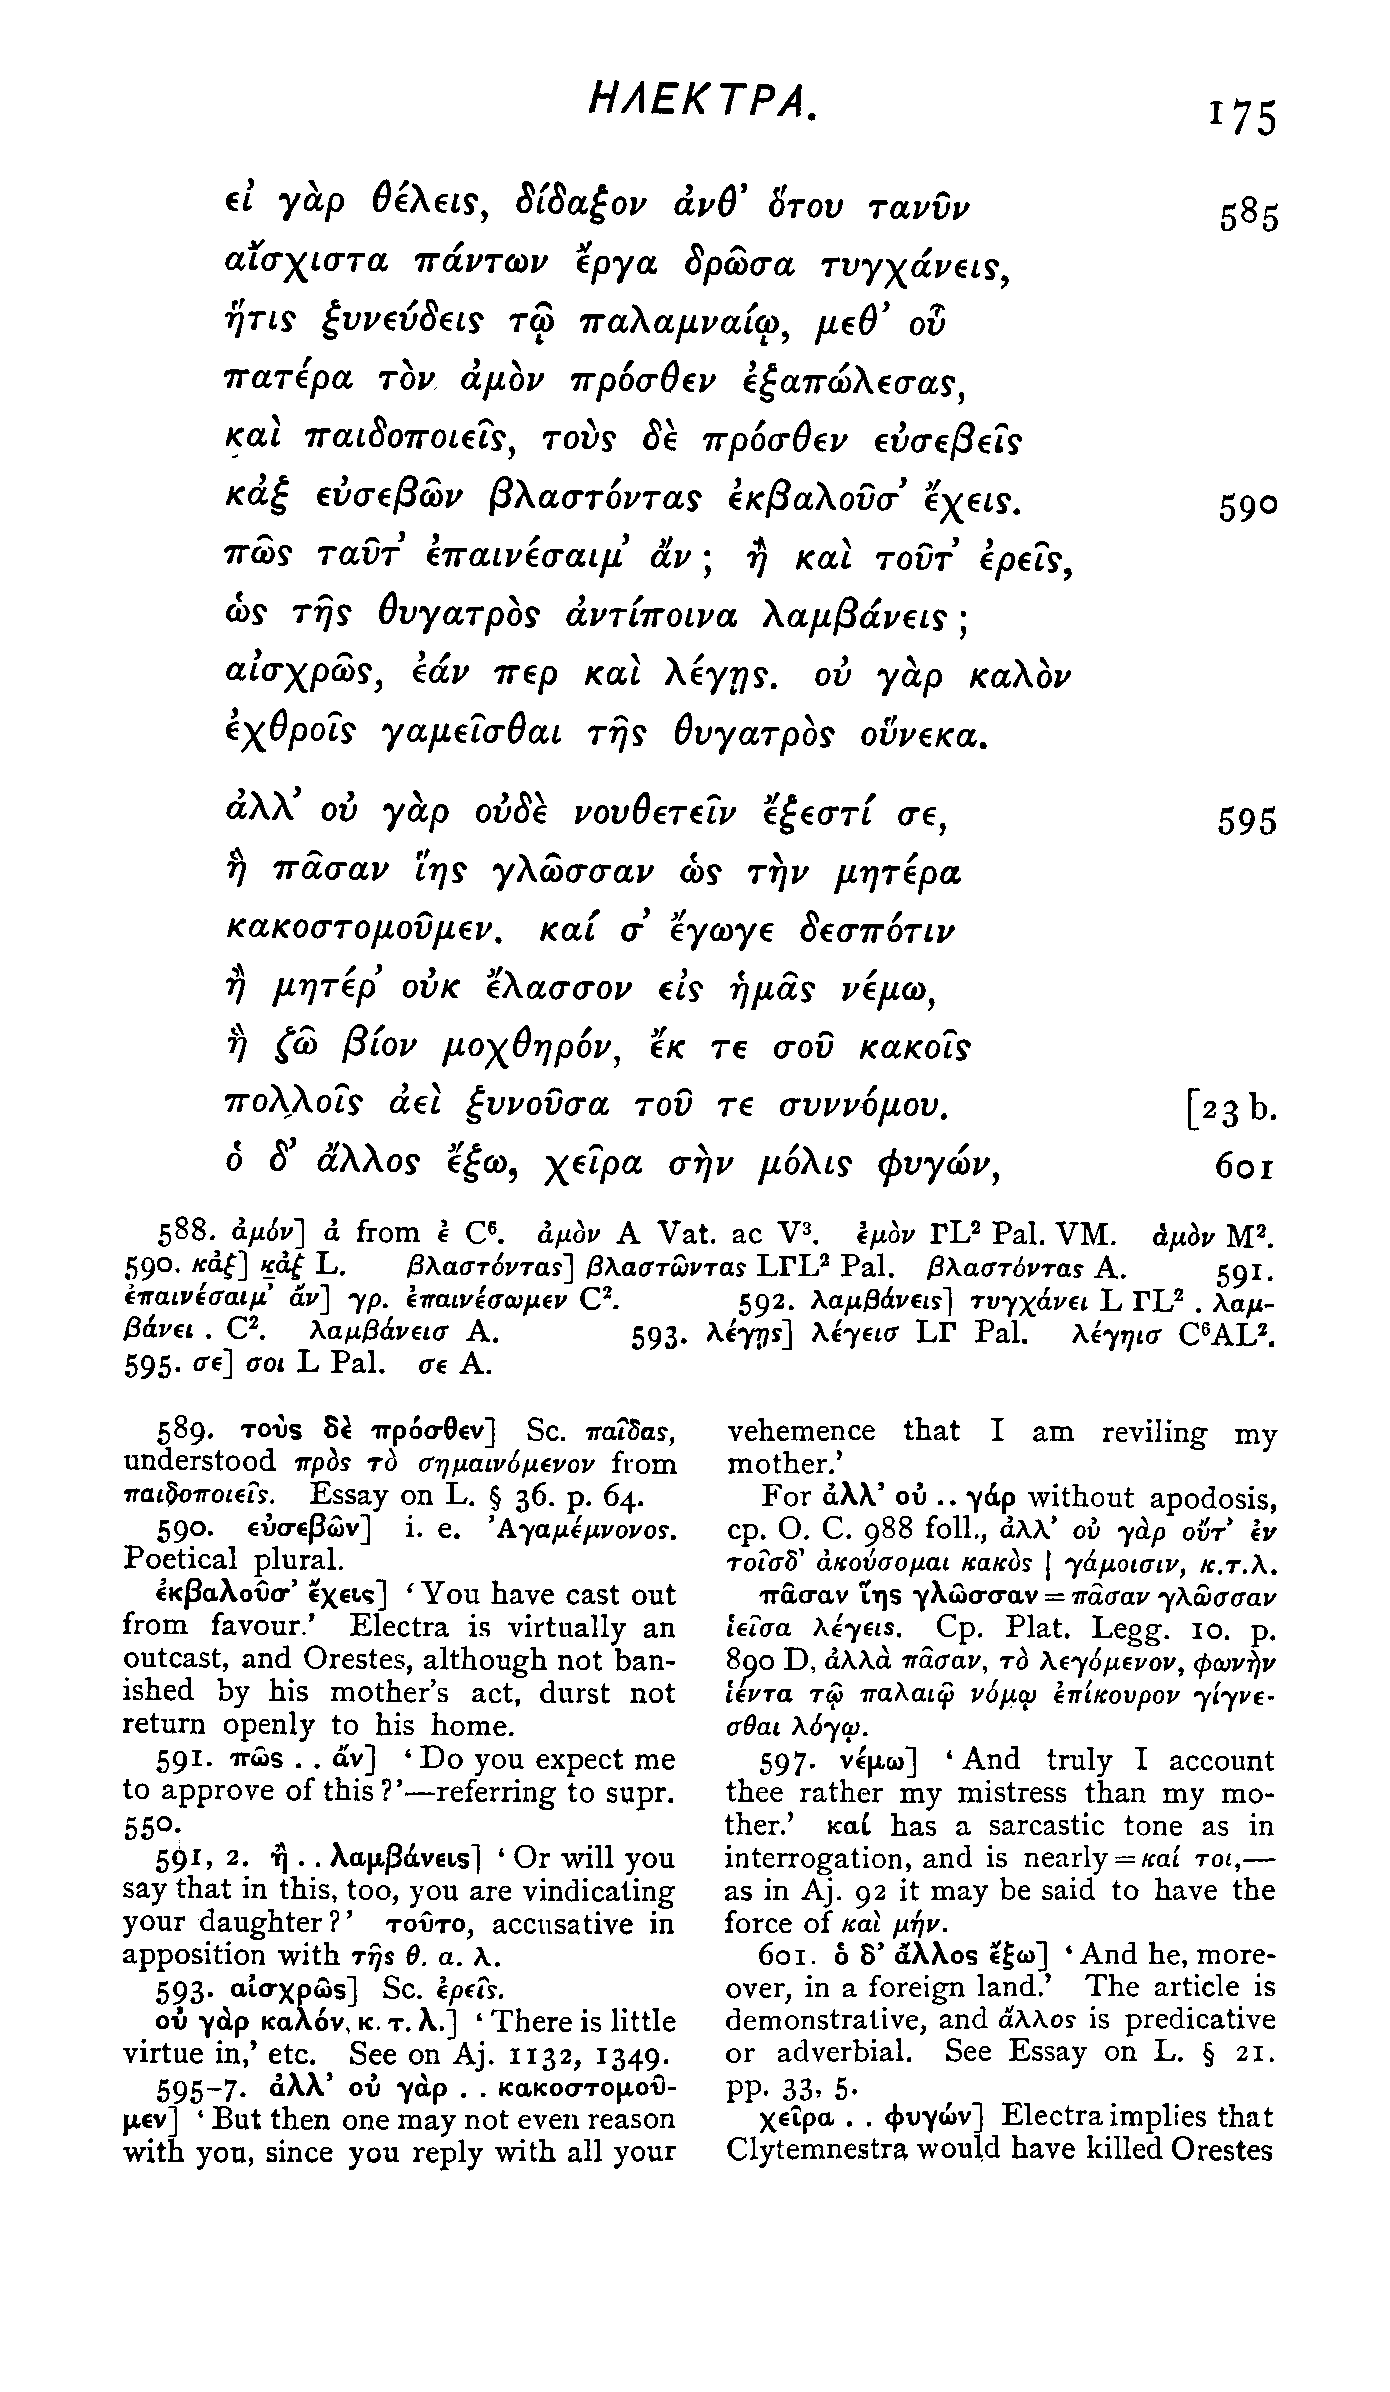 ΗΛΕΚΤΡΑ.
175
εἰ γὰρ θέλεις, δίδαξον ἀνθ’ ὅτου τανῦν 585
αἴσχιστα πάντων ἔργα δρῶσα τυγχάνεις,
ἥτις ξυνεύδεις τῷ παλαμναίῳ, μεθ’ οὗ
πατέρα τὸν ἀμὸν πρόσθεν ἐξαπώλεσας,
καὶ παιδοποιεῖς, τοὺς δὲ πρόσθεν εὐσεβεῖς
κἀξ εὐσεβῶν βλαστόντας ἐκβαλοῦσ’ ἔχεις. 590
πῶς ταῦτ’ ἐπαινέσαιμ’ ἄν ; ἢ καὶ τοῦτ’ ἐρεῖς,
ὡς τῆς θυγατρὸς ἀντίποινα λαμβάνεις ;
αἰσχρῶς, ἐάν περ καὶ λέγῃς. οὐ γὰρ καλὸν
ἐχθροῖς γαμεῖσθαι τῆς θυγατρὸς οὕνεκα.
ἀλλ’ οὐ γὰρ οὐδὲ νουθετεῖν ἔξεστί σε, 595
ἣ πᾶσαν ἵης γλῶσσαν ὡς τὴν μητέρα
κακοστομοῦμεν. καί σ’ ἔγωγε δεσπότιν
ἢ μητέρ’ οὐκ ἔλασσον εἰς ἡμᾶς νέμω,
ἣ ζῶ βίον μοχθηρόν, ἔκ τε σοῦ κακοῖς
πολλοῖς ἀεὶ ξυνοῦσα τοῦ τε συννόμου. [23 b.
ὁ δ’ ἄλλος ἔξω, χεῖρα σὴν μόλις φυγών, 601
588. ἀμόν] ἀ from ἐ C⁶. ἀμὸν A Vat. ac V³. ἐμὸν ΓL² Pal. VM. ἁμὸν M².
590. κἀξ] κἀξ L. βλαστόντας] βλαστῶντας LΓL² Pal. βλαστόντας A. 591.
ἐπαινέσαιμ’ ἄν] γρ. ἐπαινέσωμεν C². 592. λαμβάνεις] τυγχάνει L ΓL² . λαμ-
βάνει . C². λαμβάνεισ A. 593. λέγῃς] λέγεισ LΓ Pal. λέγηισ C⁶AL².
595. σε] σοι L Pal. σε A.
589. τοὺς δὲ πρόσθεν] Sc. παῖδας,
understood πρὸς τὸ σημαινόμενον from
παιδοποιεῖς. Essay on L. § 36. p. 64.
590. εὐσεβῶν] i. e. Ἀγαμέμνονος.
Poetical plural.
ἐκβαλοῦσ’ ἔχεις] ‘You have cast out
from favour.’ Electra is virtually an
outcast, and Orestes, although not ban-
ished by his mother’s act, durst not
return openly to his home.
591. πῶς . . ἄν] ‘Do you expect me
to approve of this?’—referring to supr.
550.
591, 2. ἢ . . λαμβάνεις] ‘Or will you
say that in this, too, you are vindicating
your daughter?’ τοῦτο, accusative in
apposition with τῆς θ. α. λ.
593. αἰσχρῶς] Sc. ἐρεῖς.
οὐ γὰρ καλόν, κ. τ. λ.] ‘There is little
virtue in,’ etc. See on Aj. 1132, 1349.
595-7. ἀλλ’ οὐ γὰρ . . κακοστομοῦ-
μεν] ‘But then one may not even reason
with you, since you reply with all your
vehemence that I am reviling my
mother.’
For ἀλλ’ οὐ .. γάρ without apodosis,
cp. O. C. 988 foll., ἀλλ’ οὐ γὰρ οὔτ’ ἐν
τοῖσδ’ ἀκούσομαι κακὸς | γάμοισιν, κ.τ.λ.
πᾶσαν ἵης γλῶσσαν = πᾶσαν γλῶσσαν
ἱεῖσα λέγεις. Cp. Plat. Legg. 10. p.
890 D, ἀλλὰ πᾶσαν, τὸ λεγόμενον, φωνὴν
ἱέντα τῷ παλαιῷ νόμῳ ἐπίκουρον γίγνε-
σθαι λόγῳ.
597. νέμω] ‘And truly I account
thee rather my mistress than my mo-
ther.’ καί has a sarcastic tone as in
interrogation, and is nearly = καί τοι,—
as in Aj. 92 it may be said to have the
force of καὶ μήν.
601. ὁ δ’ ἄλλος ἔξω] ‘And he, more-
over, in a foreign land.’ The article is
demonstrative, and ἄλλος is predicative
or adverbial. See Essay on L. § 21.
pp. 33, 5.
χεῖρα . . φυγών] Electra implies that
Clytemnestra would have killed Orestes